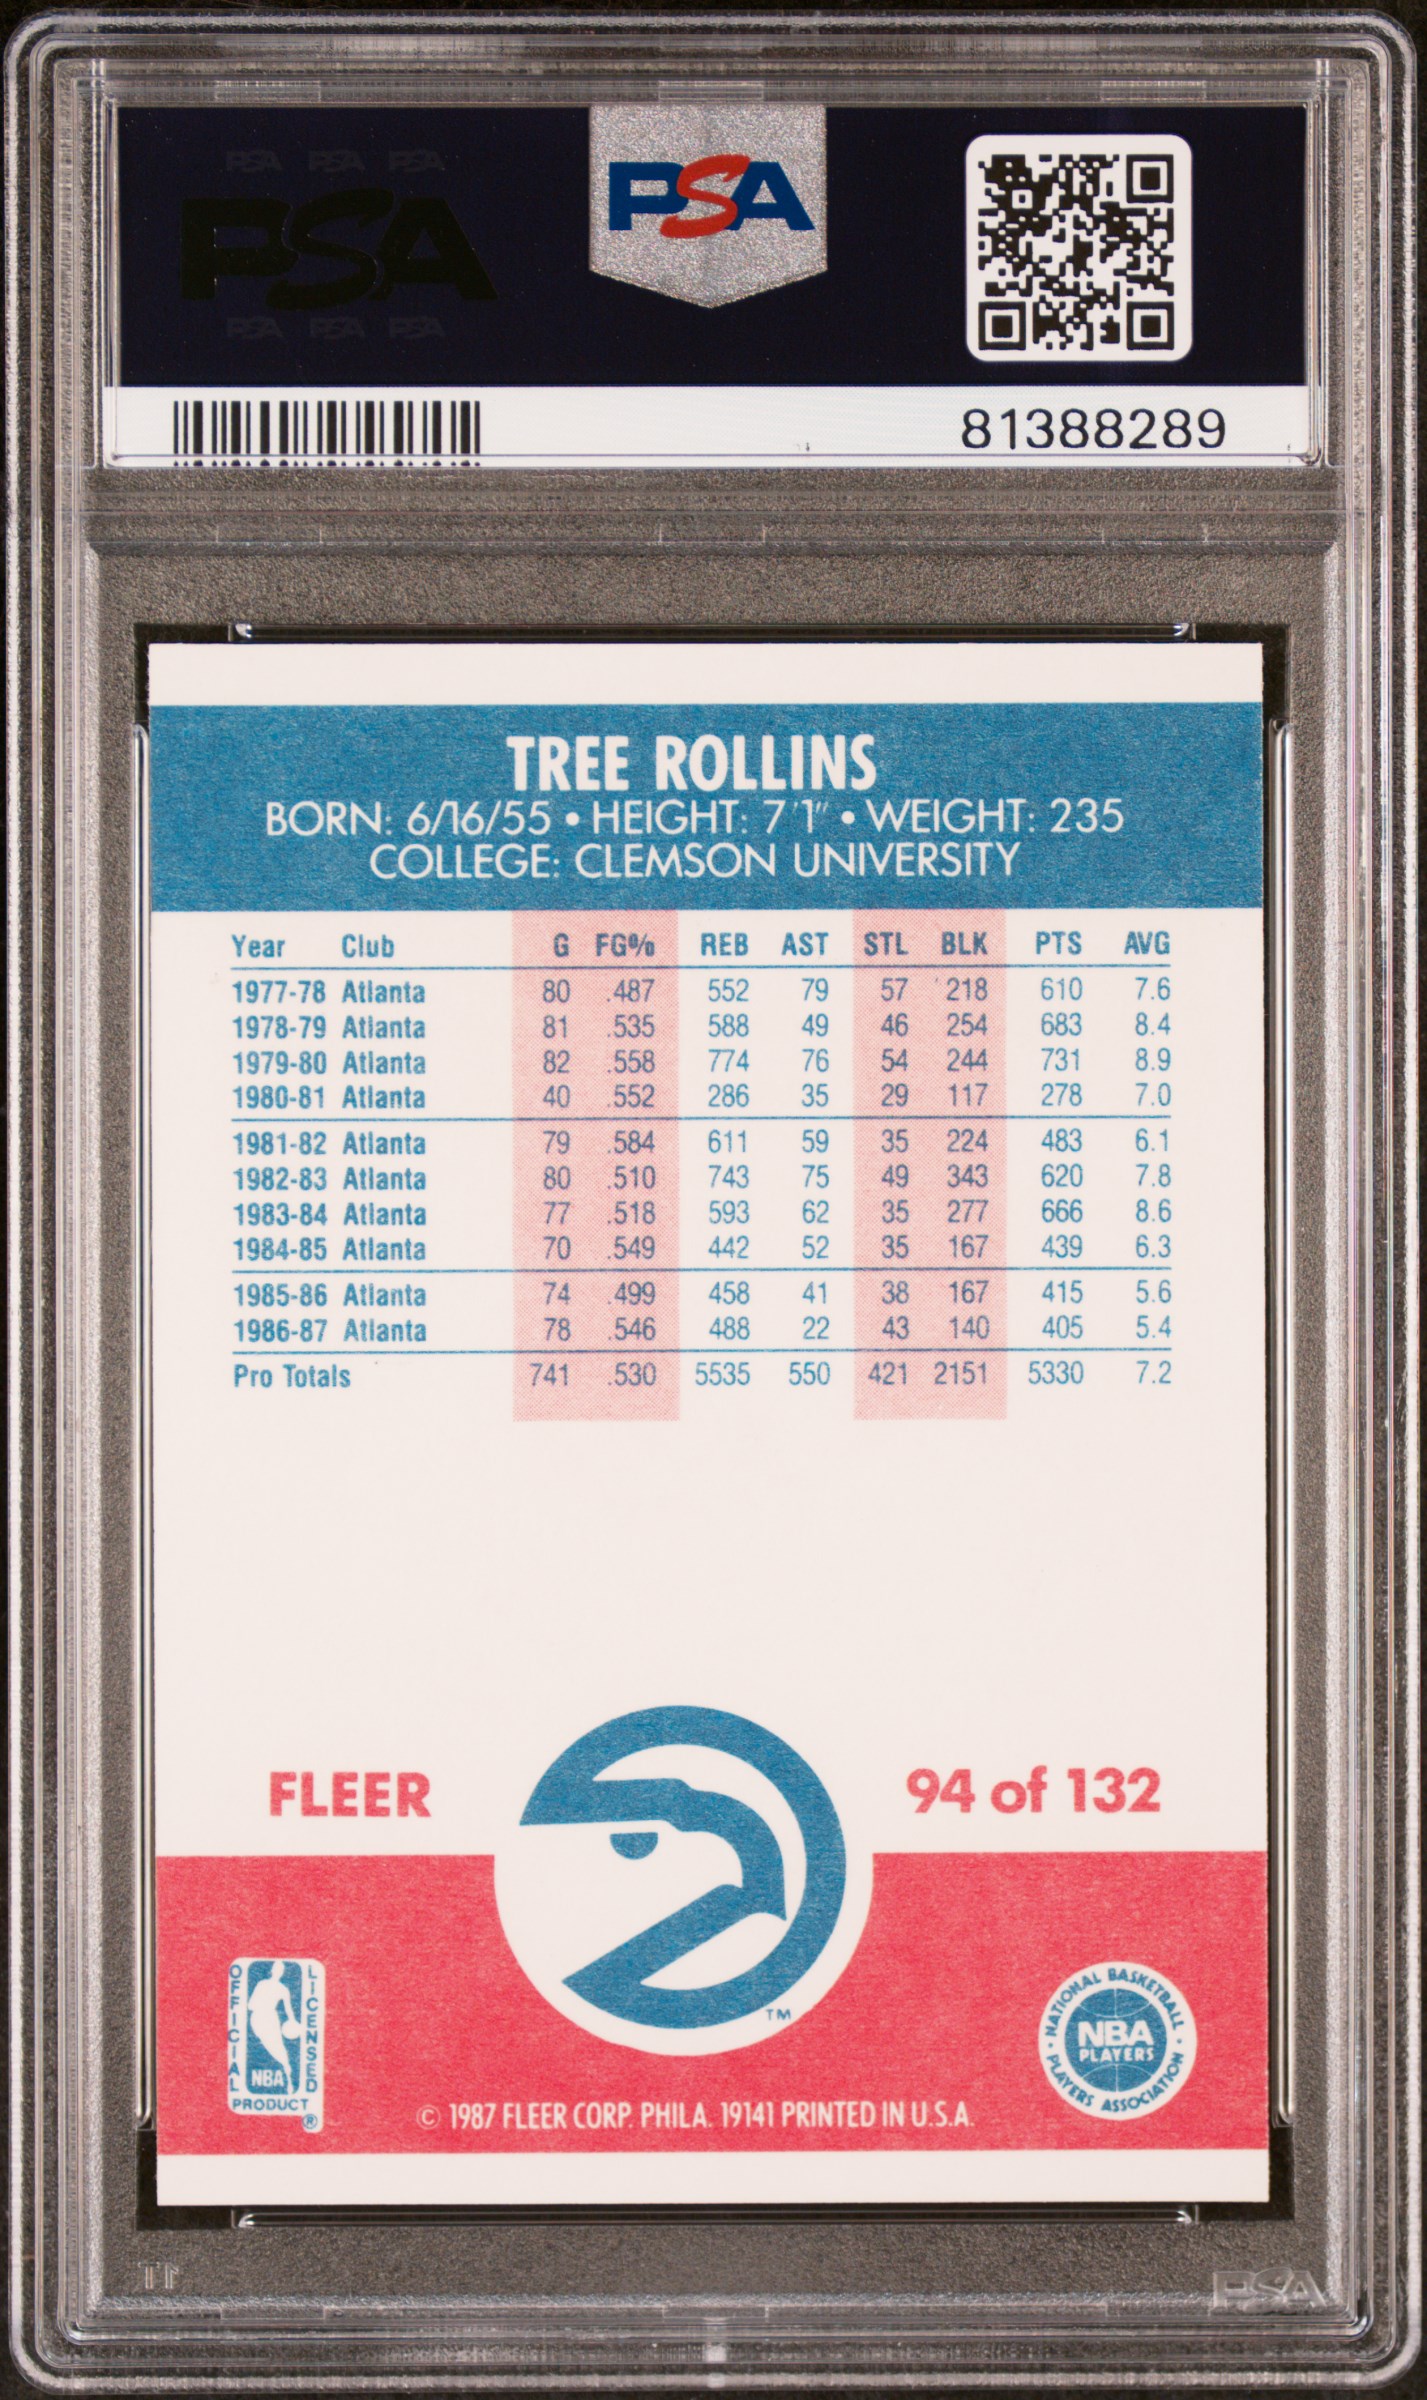 PSA PSA PSA
PSA
PSA PSA PSA
PSA
81388289
TREE ROLLINS
BORN: 6/16/55 • HEIGHT: 7'1" • WEIGHT: 235
COLLEGE: CLEMSON UNIVERSITY
Year Club G FG% REB AST STL BLK PTS AVG
1977-78 Atlanta 80 .487 552 79 57 218 610 7.6
1978-79 Atlanta 81 .535 588 49 46 254 683 8.4
1979-80 Atlanta 82 .558 774 76 54 244 731 8.9
1980-81 Atlanta 40 .552 286 35 29 117 278 7.0
1981-82 Atlanta 79 .584 611 59 35 224 483 6.1
1982-83 Atlanta 80 .510 743 75 49 343 620 7.8
1983-84 Atlanta 77 .518 593 62 35 277 666 8.6
1984-85 Atlanta 70 .549 442 52 35 167 439 6.3
1985-86 Atlanta 74 .499 458 41 38 167 415 5.6
1986-87 Atlanta 78 .546 488 22 43 140 405 5.4
Pro Totals 741 .530 5535 550 421 2151 5330 7.2
FLEER
94 of 132
TM
OFFICIAL LICENSED
NBA
PRODUCT
®
NATIONAL BASKETBALL
NBA
PLAYERS
• PLAYERS ASSOCIATION •
© 1987 FLEER CORP. PHILA. 19141 PRINTED IN U.S.A.
PSA